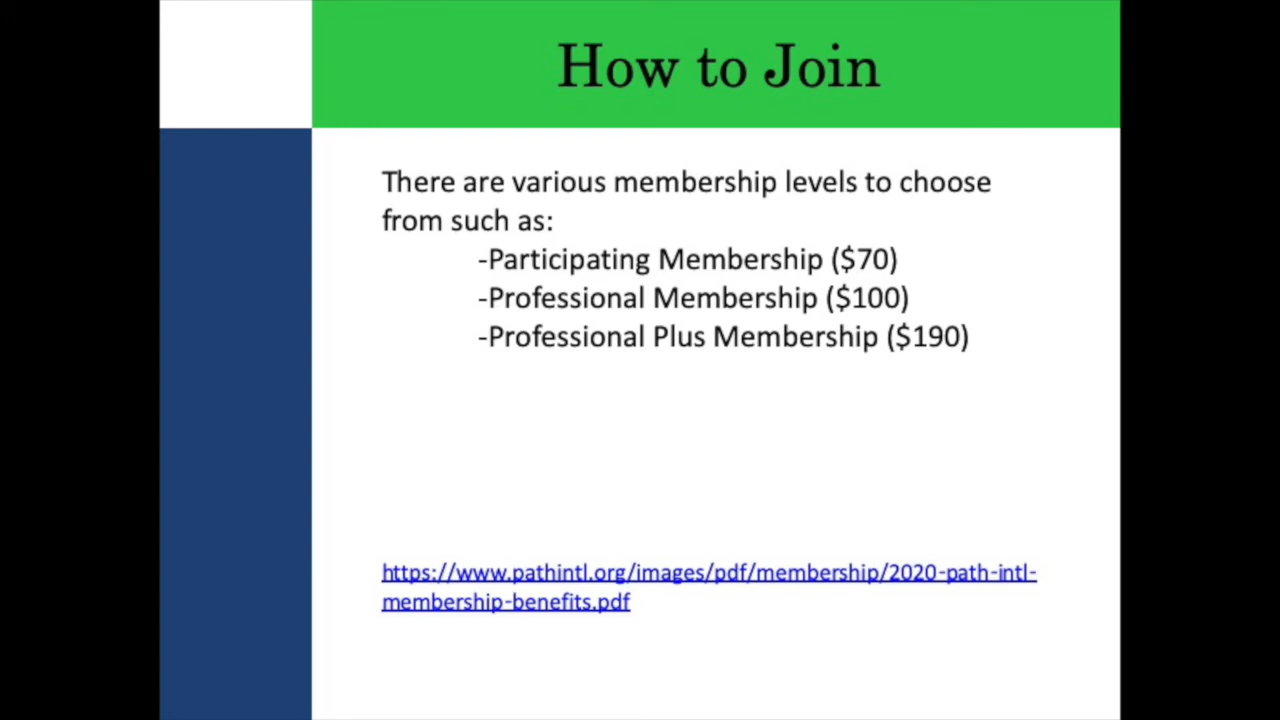 How to Join
There are various membership levels to choose
from such as:
-Participating Membership ($70)
-Professional Membership ($100)
-Professional Plus Membership ($190)
https://www.pathintl.org/images/pdf/membership/2020-path-intl-
membership-benefits.pdf